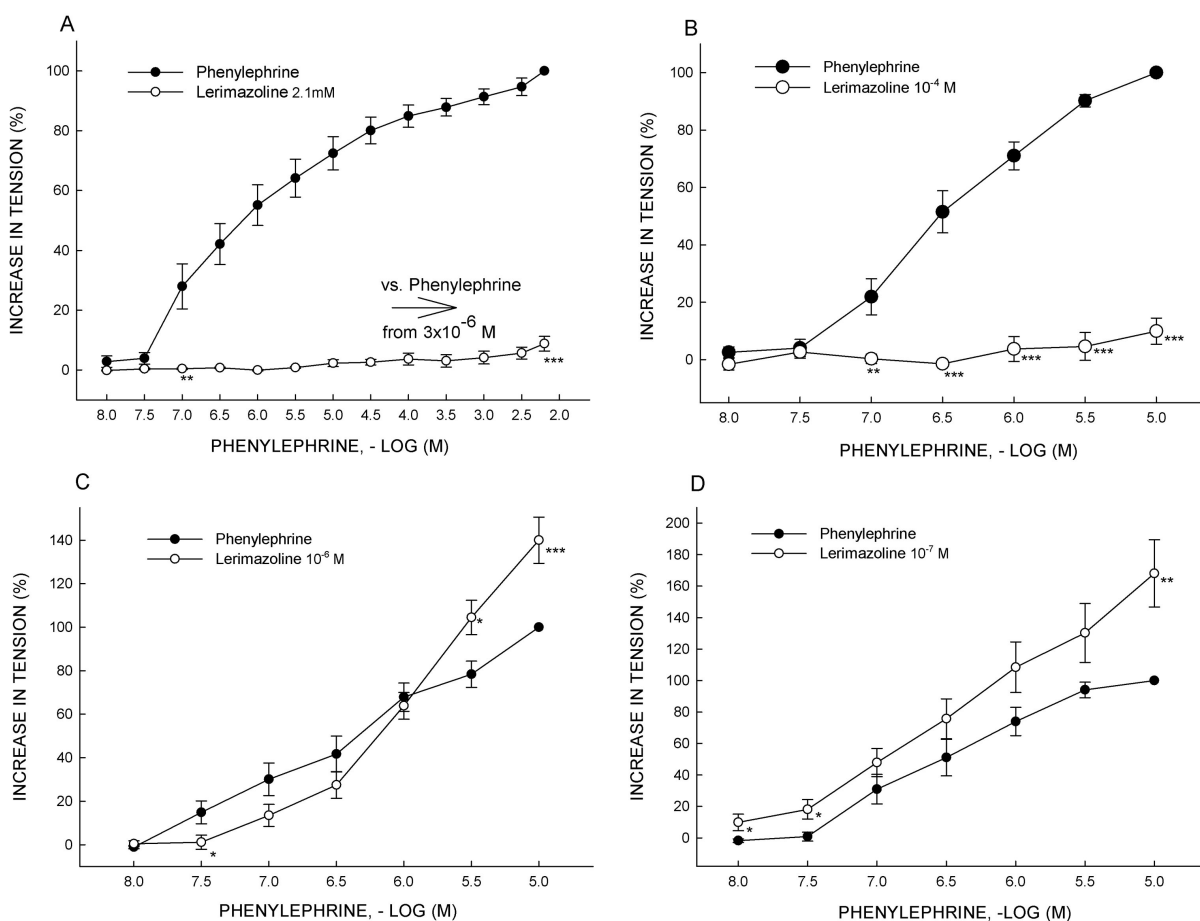 A
INCREASE IN TENSION (%)
100
80
60
40
20
0
Phenylephrine
Lerimazoline 2.1mM
vs. Phenylephrine
from 3x10⁻⁶ M
**
***
8.0 7.5 7.0 6.5 6.0 5.5 5.0 4.5 4.0 3.5 3.0 2.5 2.0
PHENYLEPHRINE, - LOG (M)
B
INCREASE IN TENSION (%)
100
80
60
40
20
0
Phenylephrine
Lerimazoline 10⁻⁴ M
** *** *** *** ***
8.0 7.5 7.0 6.5 6.0 5.5 5.0
PHENYLEPHRINE, - LOG (M)
C
INCREASE IN TENSION (%)
140
120
100
80
60
40
20
0
Phenylephrine
Lerimazoline 10⁻⁶ M
***
*
*
8.0 7.5 7.0 6.5 6.0 5.5 5.0
PHENYLEPHRINE, - LOG (M)
D
INCREASE IN TENSION (%)
200
180
160
140
120
100
80
60
40
20
0
Phenylephrine
Lerimazoline 10⁻⁷ M
**
* *
8.0 7.5 7.0 6.5 6.0 5.5 5.0
PHENYLEPHRINE, -LOG (M)